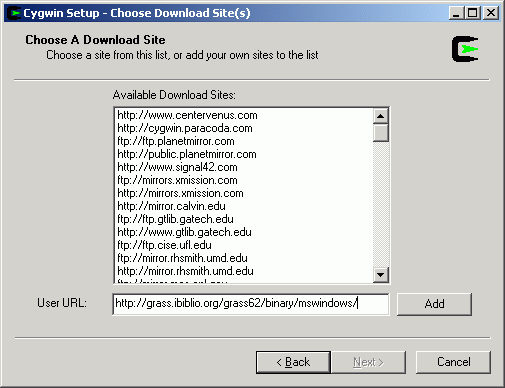 Cygwin Setup - Choose Download Site(s)
Choose A Download Site
Choose a site from this list, or add your own sites to the list
Available Download Sites:
http://www.centervenus.com
http://cygwin.paracoda.com
ftp://ftp.planetmirror.com
http://public.planetmirror.com
http://www.signal42.com
ftp://mirrors.xmission.com
http://mirrors.xmission.com
http://mirror.calvin.edu
ftp://ftp.gtlib.gatech.edu
http://www.gtlib.gatech.edu
ftp://ftp.cise.ufl.edu
ftp://mirror.rhsmith.umd.edu
http://mirror.rhsmith.umd.edu
User URL:
http://grass.ibiblio.org/grass62/binary/mswindows/
Add
< Back
Next >
Cancel